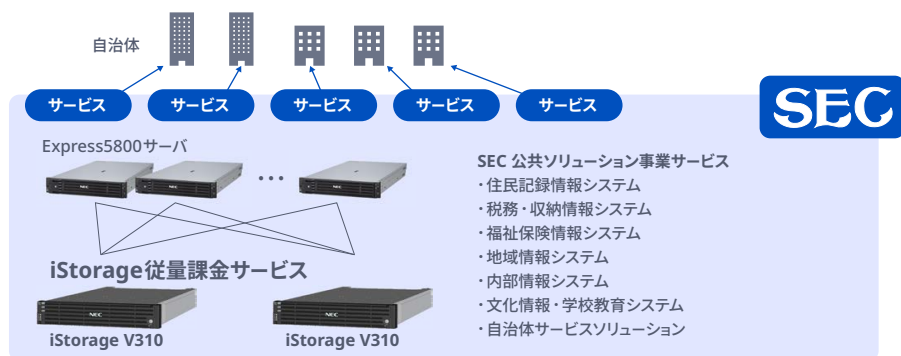 自治体
サービス
サービス
サービス
サービス
サービス
SEC
Express5800サーバ
NEC
NEC
NEC
iStorage従量課金サービス
NEC
NEC
iStorage V310
iStorage V310
SEC 公共ソリューション事業サービス
・住民記録情報システム
・税務・収納情報システム
・福祉保険情報システム
・地域情報システム
・内部情報システム
・文化情報・学校教育システム
・自治体サービスソリューション